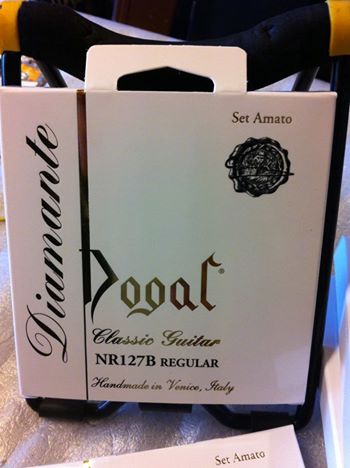 Set Amato
Diamante
Dogal®
Classic Guitar
NR127B REGULAR
Handmade in Venice, Italy
Set Amato